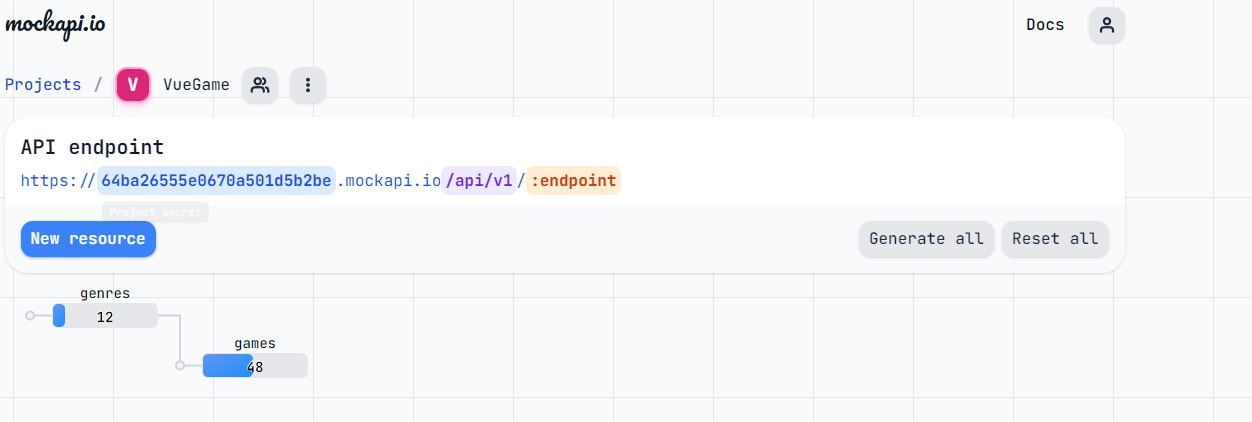 mockapi.io
Docs
Projects / V VueGame
API endpoint
https://64ba26555e0670a501d5b2be.mockapi.io/api/v1/:endpoint
Project secret
New resource
Generate all
Reset all
genres
12
games
48